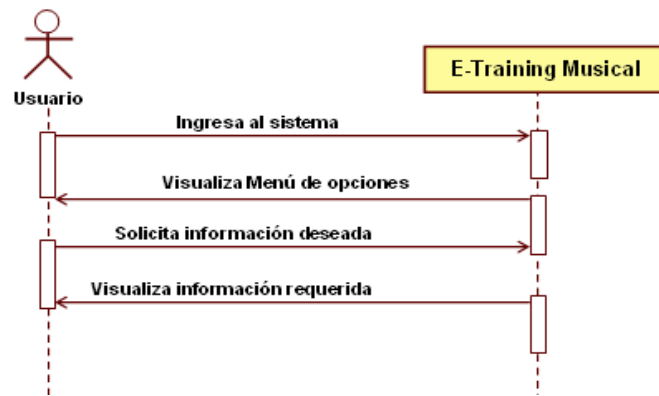 E-Training Musical
Usuario
Ingresa al sistema
Visualiza Menú de opciones
Solicita información deseada
Visualiza información requerida